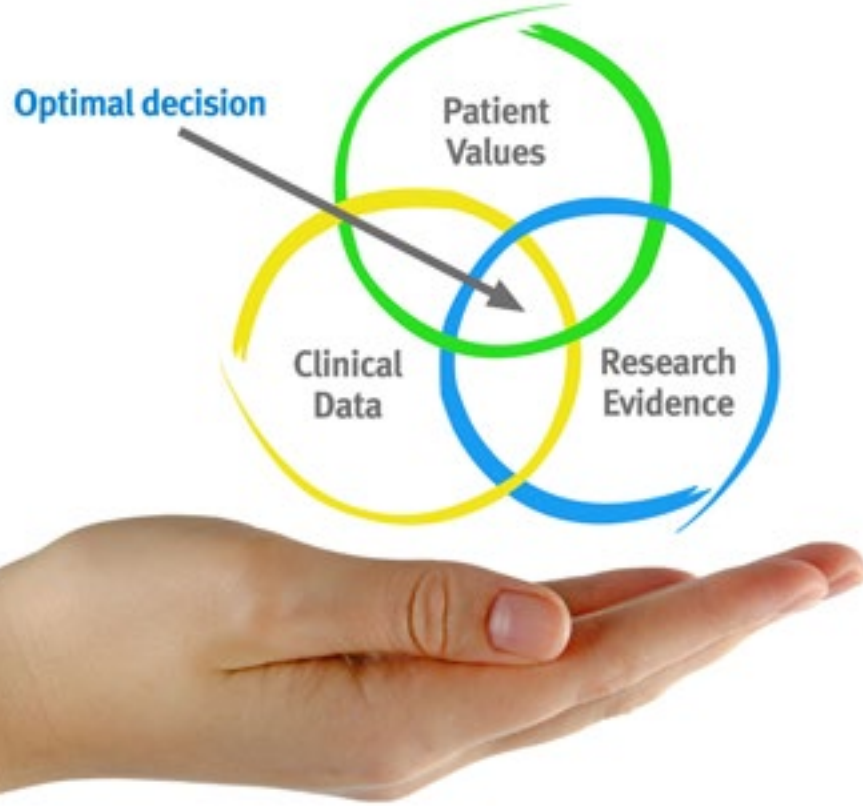 Optimal decision
Patient
Values
Clinical
Data
Research
Evidence